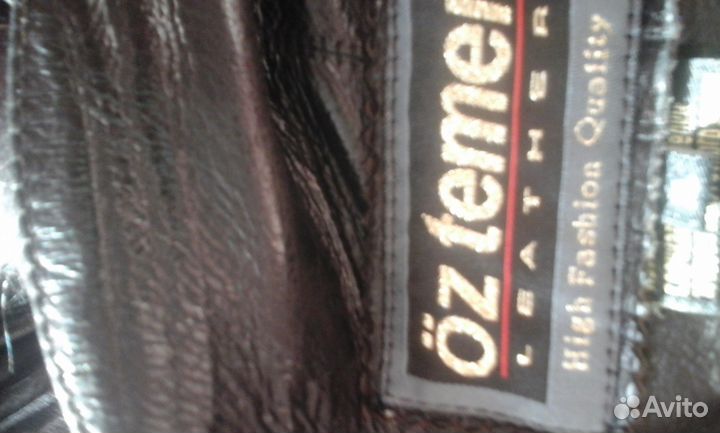 Öz temel
LEATHER
High Fashion Quality
Avito